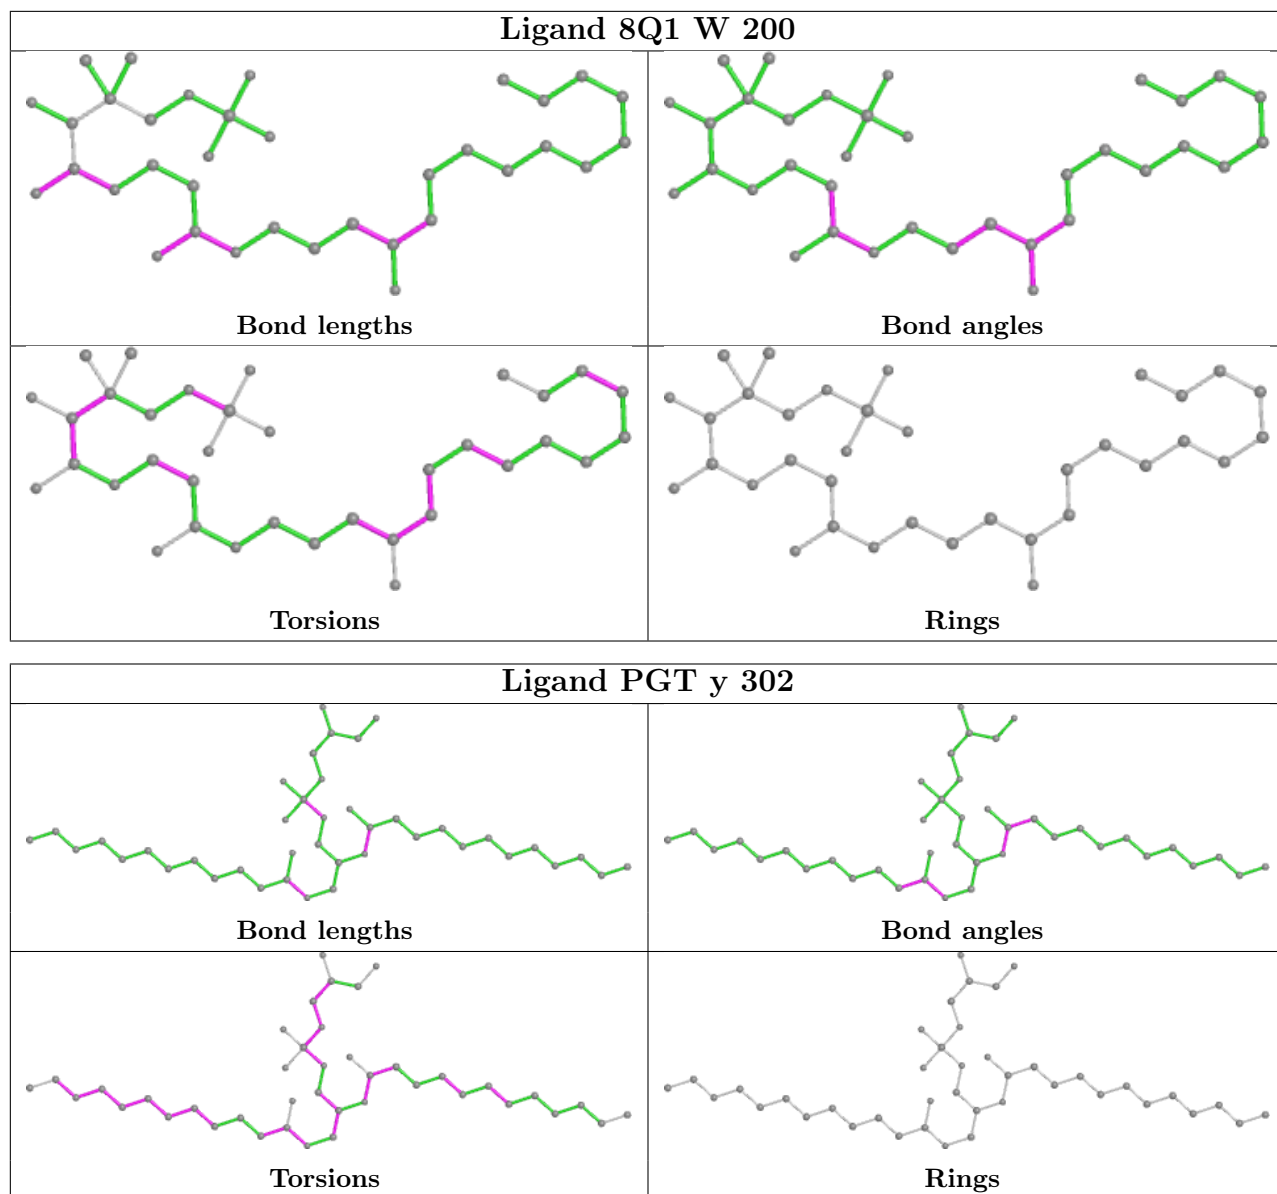 Ligand 8Q1 W 200
Bond lengths
Bond angles
Torsions
Rings
Ligand PGT y 302
Bond lengths
Bond angles
Torsions
Rings